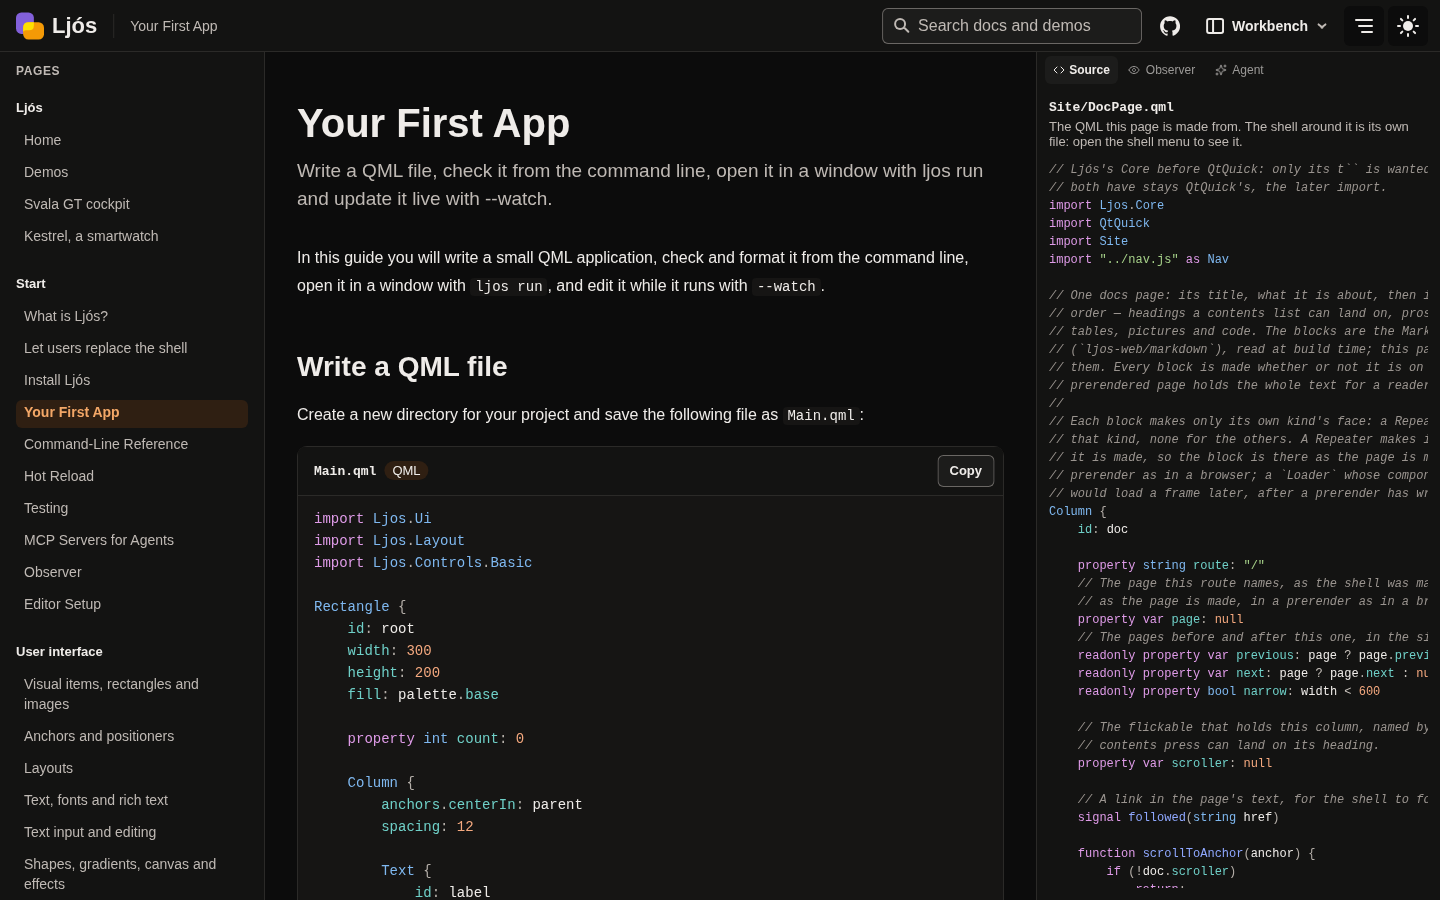 Ljós
Your First App
Search docs and demos
Workbench
PAGES
Ljós
Home
Demos
Svala GT cockpit
Kestrel, a smartwatch
Start
What is Ljós?
Let users replace the shell
Install Ljós
Your First App
Command-Line Reference
Hot Reload
Testing
MCP Servers for Agents
Observer
Editor Setup
User interface
Visual items, rectangles and
images
Anchors and positioners
Layouts
Text, fonts and rich text
Text input and editing
Shapes, gradients, canvas and
effects
Your First App
Write a QML file, check it from the command line, open it in a window with ljos run
and update it live with --watch.
In this guide you will write a small QML application, check and format it from the command line,
open it in a window with ljos run, and edit it while it runs with --watch.
Write a QML file
Create a new directory for your project and save the following file as Main.qml:
Main.qml QML
Copy
import Ljos.Ui
import Ljos.Layout
import Ljos.Controls.Basic
Rectangle {
id: root
width: 300
height: 200
fill: palette.base
property int count: 0
Column {
anchors.centerIn: parent
spacing: 12
Text {
id: label
Source
Observer
Agent
Site/DocPage.qml
The QML this page is made from. The shell around it is its own
file: open the shell menu to see it.
// Ljós's Core before QtQuick: only its t`` is wanted
// both have stays QtQuick's, the later import.
import Ljos.Core
import QtQuick
import Site
import "../nav.js" as Nav
// One docs page: its title, what it is about, then i
// order — headings a contents list can land on, pros
// tables, pictures and code. The blocks are the Mark
// (`ljos-web/markdown`), read at build time; this pa
// them. Every block is made whether or not it is on
// prerendered page holds the whole text for a reader
//
// Each block makes only its own kind's face: a Repea
// that kind, none for the others. A Repeater makes i
// it is made, so the block is there as the page is m
// prerender as in a browser; a `Loader` whose compon
// would load a frame later, after a prerender has wr
Column {
id: doc
property string route: "/"
// The page this route names, as the shell was ma
// as the page is made, in a prerender as in a br
property var page: null
// The pages before and after this one, in the si
readonly property var previous: page ? page.previ
readonly property var next: page ? page.next : nu
readonly property bool narrow: width < 600
// The flickable that holds this column, named by
// contents press can land on its heading.
property var scroller: null
// A link in the page's text, for the shell to fo
signal followed(string href)
function scrollToAnchor(anchor) {
if (!doc.scroller)
return;